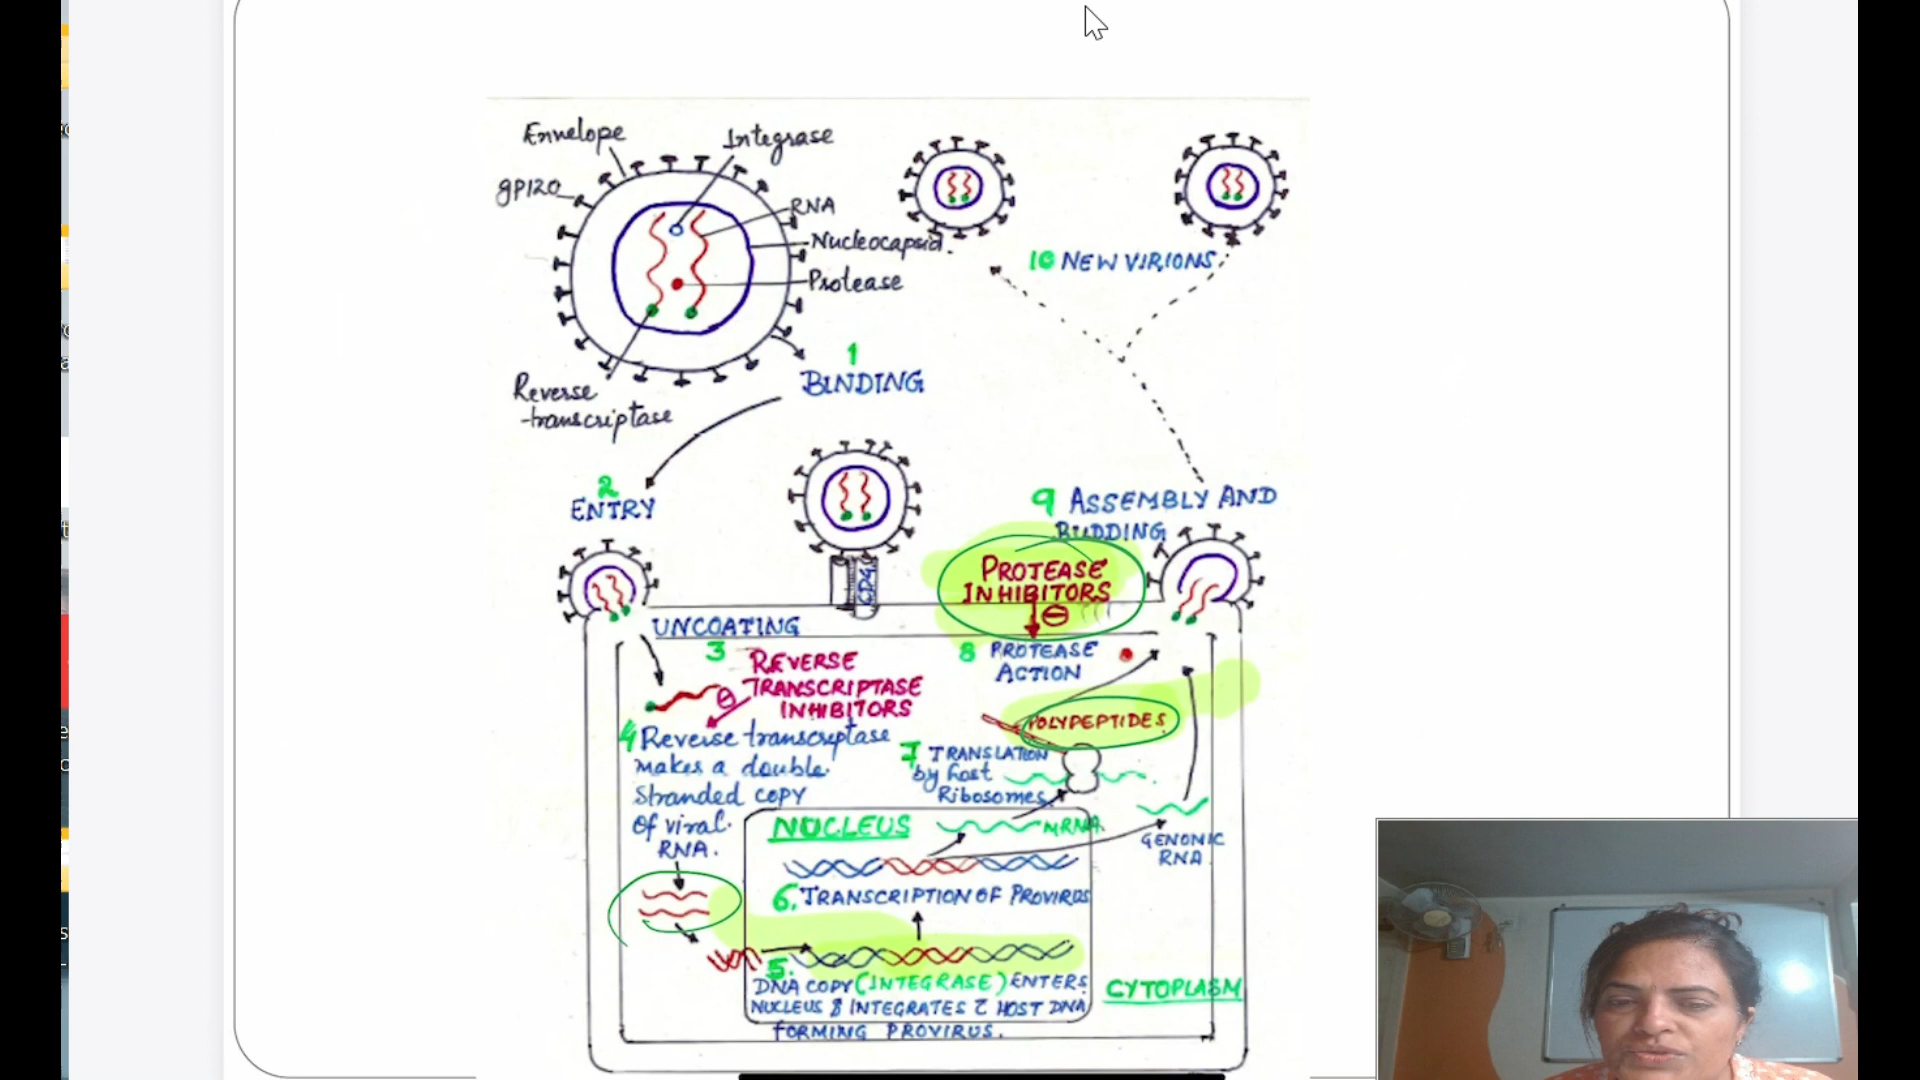 Envelope
Integrase
gp120
RNA
Nucleocapsid.
Protease
Reverse
-transcriptase
10 NEW VIRIONS
1
BINDING
2
ENTRY
CD4
9 ASSEMBLY AND
BUDDING
PROTEASE
INHIBITORS
UNCOATING
3
REVERSE
TRANSCRIPTASE
INHIBITORS
8 PROTEASE
ACTION
4 Reverse transcriptase
makes a double
stranded copy
of viral
RNA.
POLYPEPTIDES
7 TRANSLATION
by host
Ribosomes
NUCLEUS
mRNA
GENONIC
RNA
6. TRANSCRIPTION OF PROVIRUS
5.
DNA COPY (INTEGRASE) ENTERS
NUCLEUS & INTEGRATES C̄ HOST DNA
FORMING PROVIRUS.
CYTOPLASM